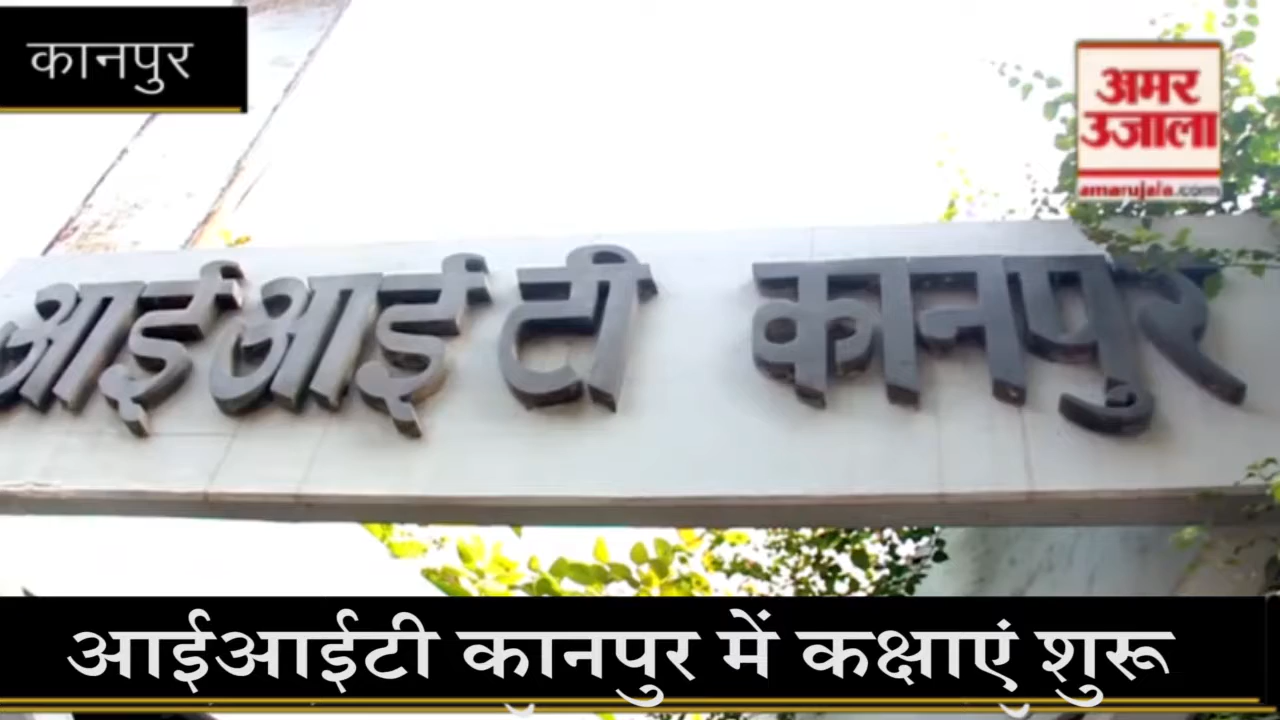 कानपुर
अमर
उजाला
amarujala.com
आईआईटी कानपुर
आईआईटी कानपुर में कक्षाएं शुरू